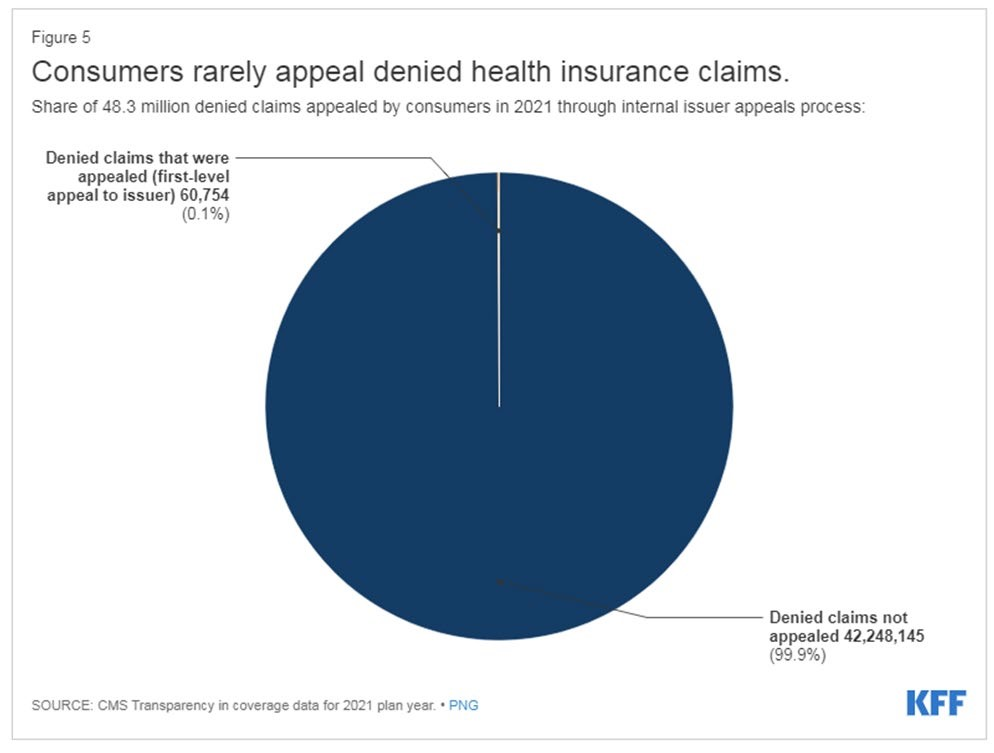 Figure 5
Consumers rarely appeal denied health insurance claims.
Share of 48.3 million denied claims appealed by consumers in 2021 through internal issuer appeals process:
Denied claims that were
appealed (first-level
appeal to issuer) 60,754
(0.1%)
Denied claims not
appealed 42,248,145
(99.9%)
SOURCE: CMS Transparency in coverage data for 2021 plan year. • PNG
KFF